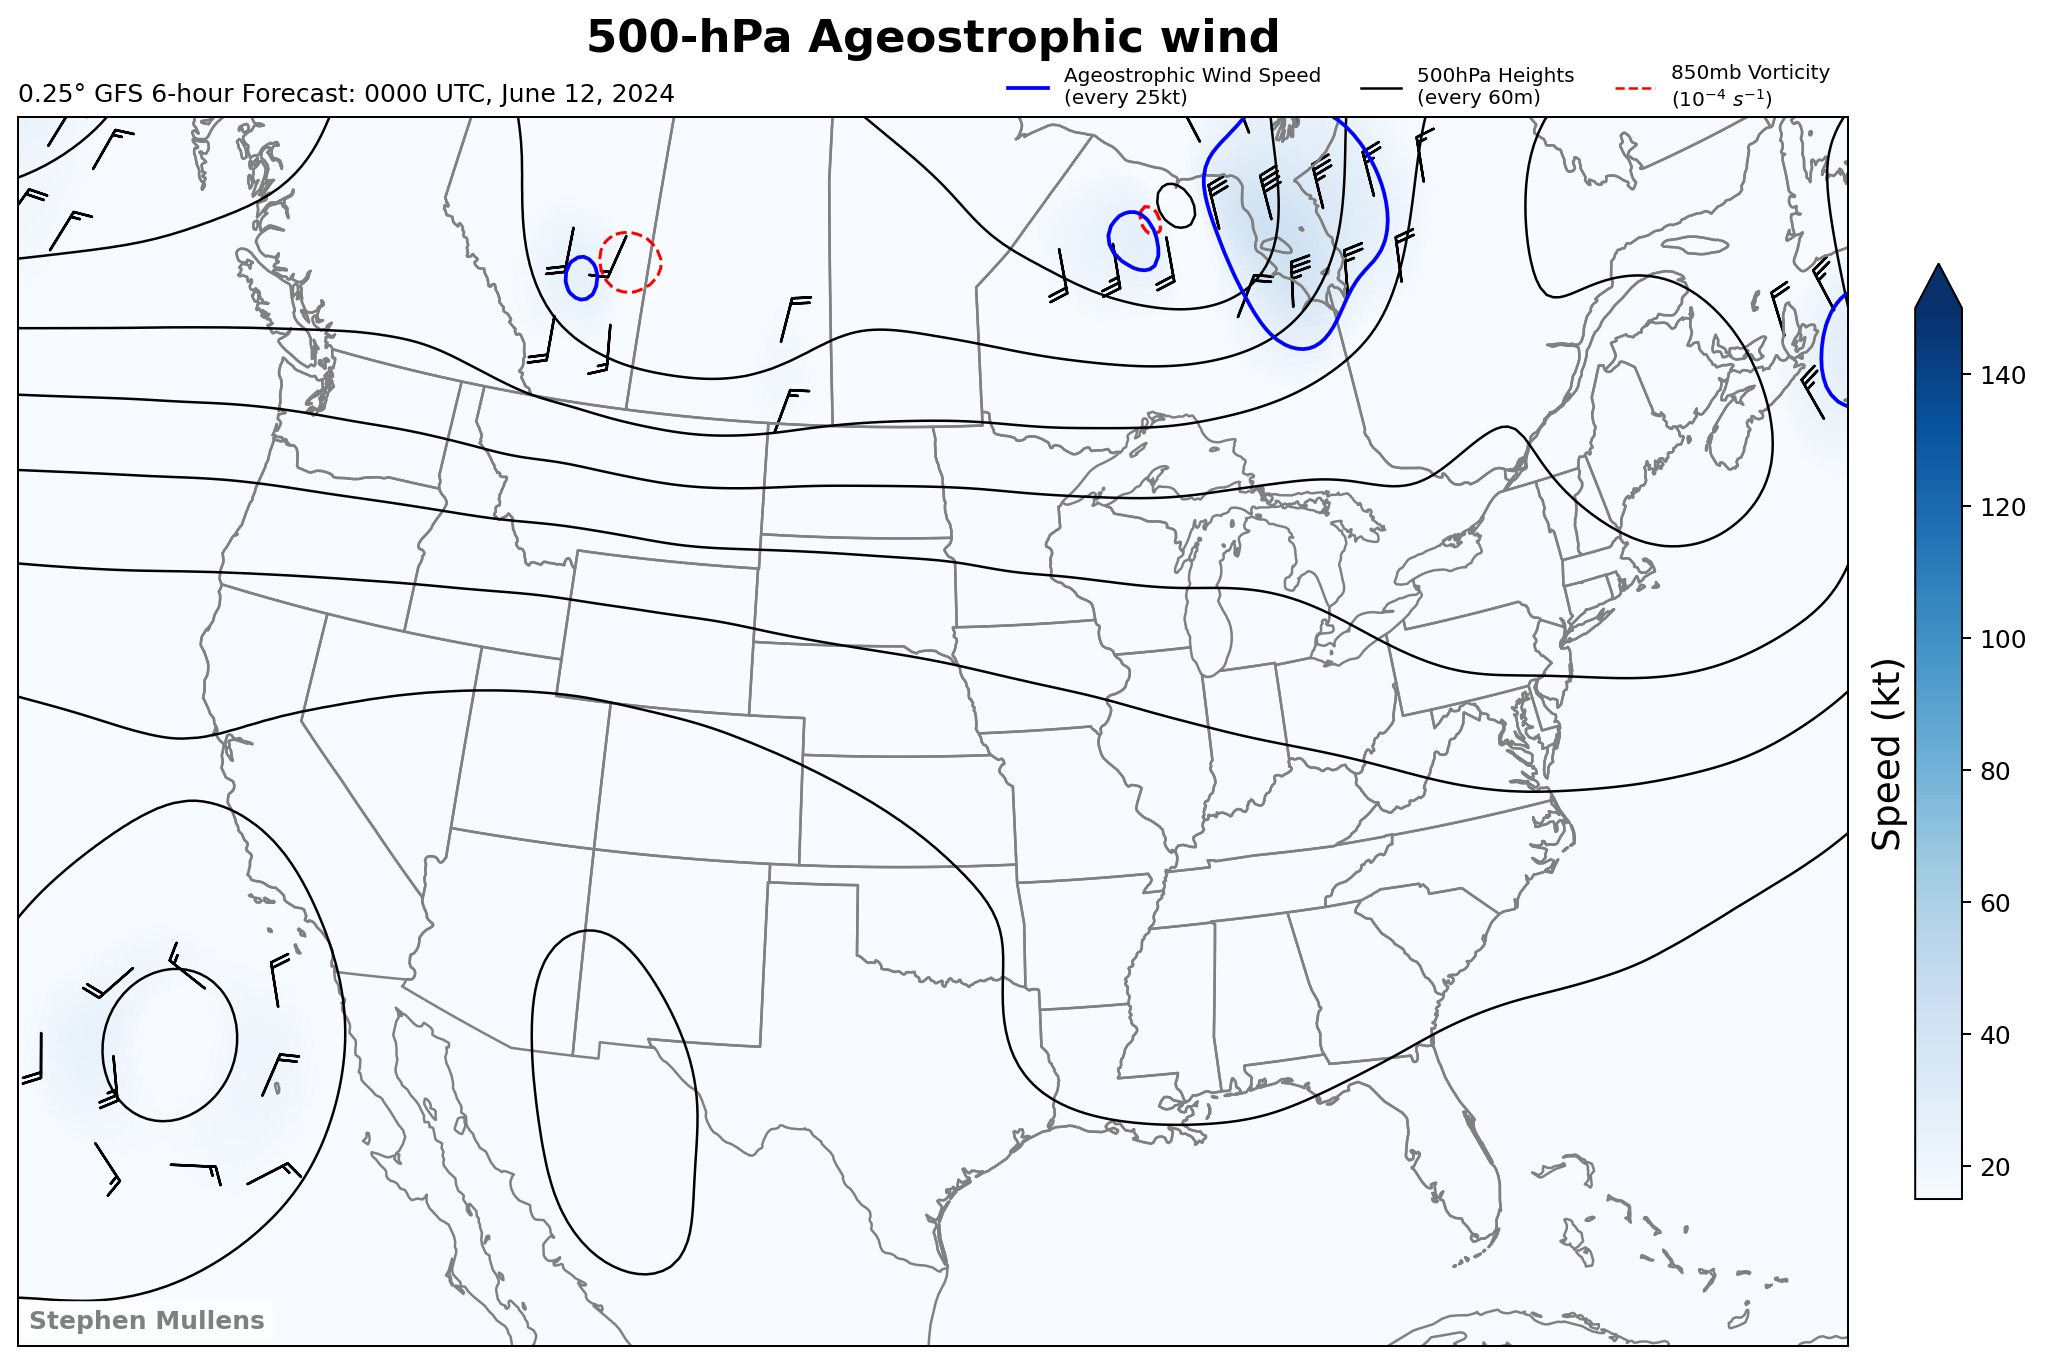 500-hPa Ageostrophic wind
0.25° GFS 6-hour Forecast: 0000 UTC, June 12, 2024
Ageostrophic Wind Speed
(every 25kt)
500hPa Heights
(every 60m)
850mb Vorticity
(10⁻⁴ s⁻¹)
140
120
100
80
60
40
20
Speed (kt)
Stephen Mullens